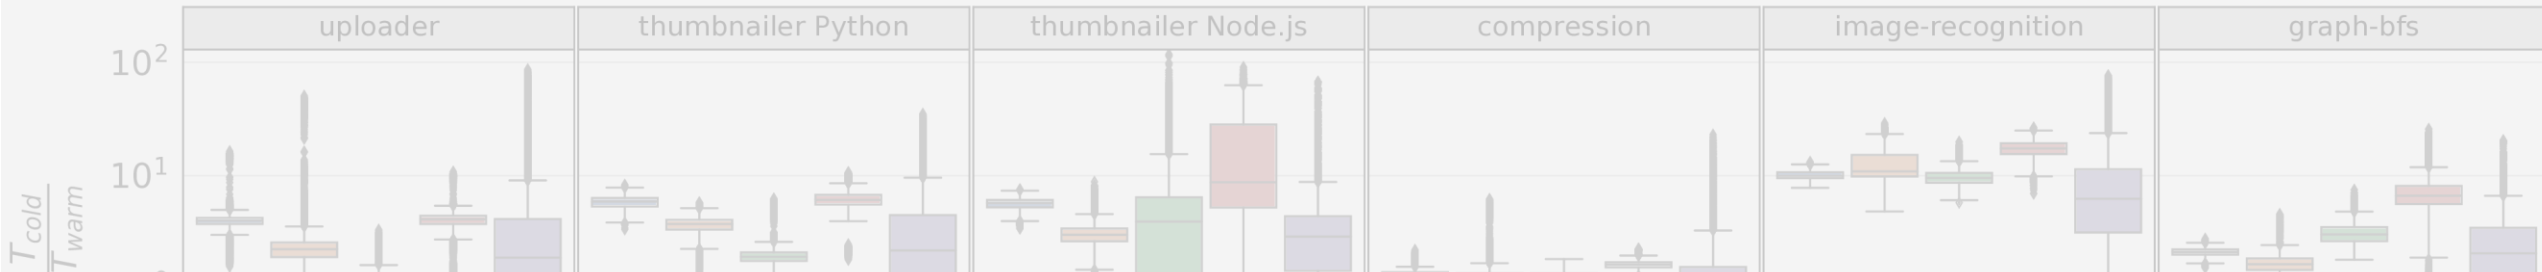 uploader
thumbnailer Python
thumbnailer Node.js
compression
image-recognition
graph-bfs
10²
10¹
T_cold
T_warm